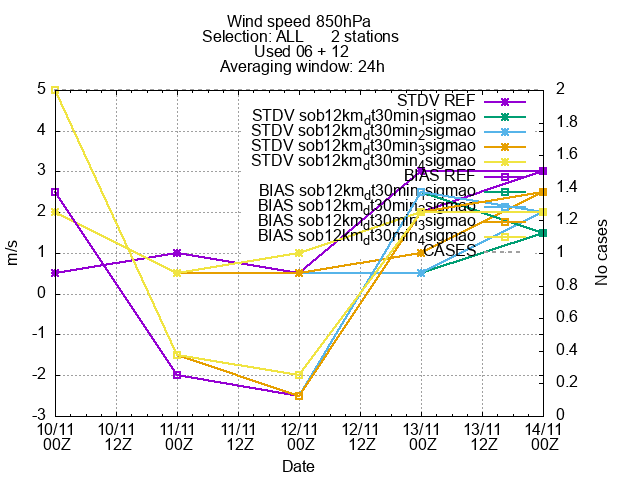 Wind speed 850hPa
Selection: ALL 2 stations
Used 06 + 12
Averaging window: 24h
STDV REF
STDV sob12km_dt30min_1sigmao
STDV sob12km_dt30min_2sigmao
STDV sob12km_dt30min_3sigmao
STDV sob12km_dt30min_4sigmao
BIAS REF
BIAS sob12km_dt30min_1sigmao
BIAS sob12km_dt30min_2sigmao
BIAS sob12km_dt30min_3sigmao
BIAS sob12km_dt30min_4sigmao
CASES
5
4
3
2
1
0
-1
-2
-3
m/s
2
1.8
1.6
1.4
1.2
1
0.8
0.6
0.4
0.2
0
No cases
10/11 10/11 11/11 11/11 12/11 12/11 13/11 13/11 14/11
00Z 12Z 00Z 12Z 00Z 12Z 00Z 12Z 00Z
Date